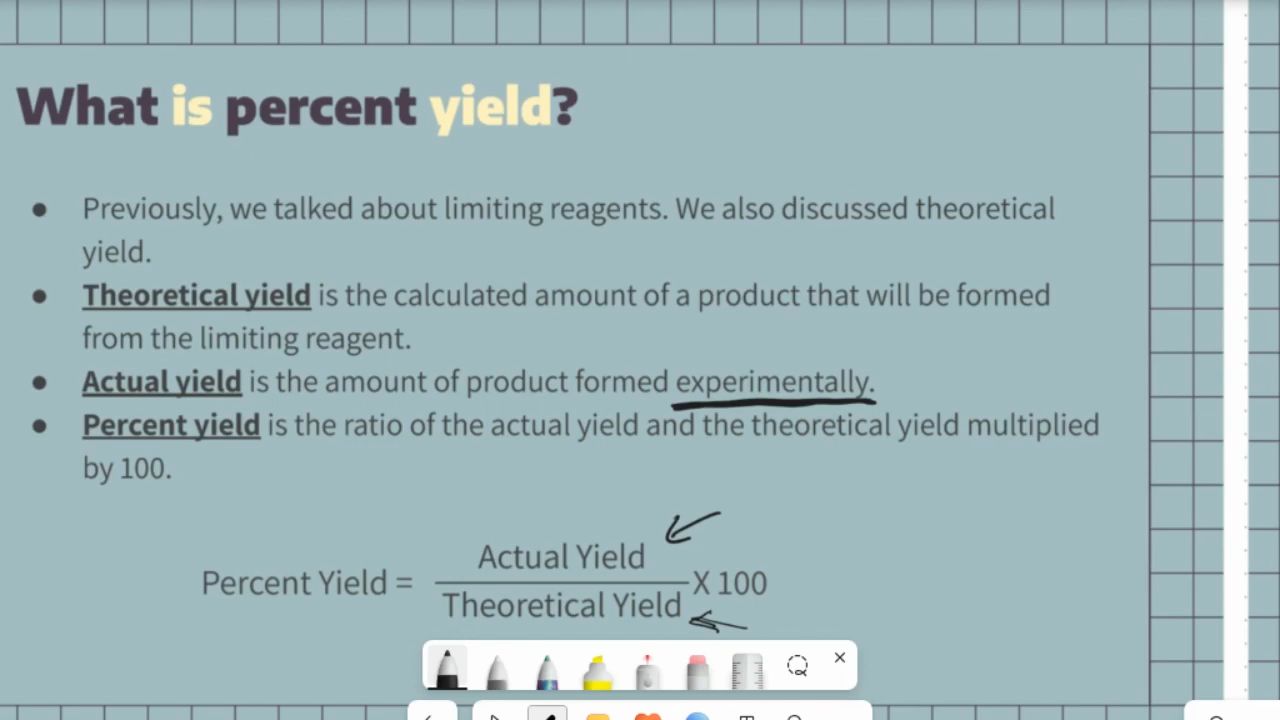 What is percent yield?
● Previously, we talked about limiting reagents. We also discussed theoretical
yield.
● Theoretical yield is the calculated amount of a product that will be formed
from the limiting reagent.
● Actual yield is the amount of product formed experimentally.
● Percent yield is the ratio of the actual yield and the theoretical yield multiplied
by 100.
Actual Yield
Percent Yield = X 100
Theoretical Yield